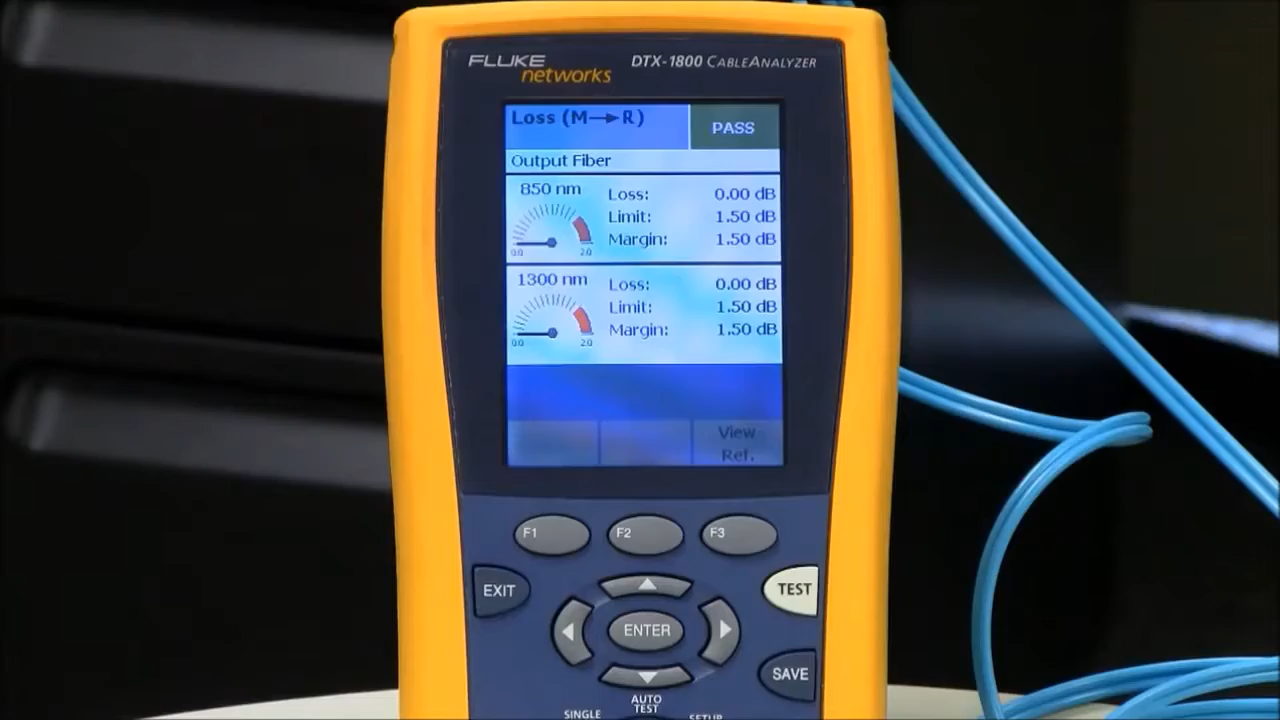 FLUKE
networks
DTX-1800 CABLEANALYZER
Loss (M→R)
PASS
Output Fiber
850 nm
0.0 2.0
Loss: 0.00 dB
Limit: 1.50 dB
Margin: 1.50 dB
1300 nm
0.0 2.0
Loss: 0.00 dB
Limit: 1.50 dB
Margin: 1.50 dB
View
Ref.
F1 F2 F3
EXIT
TEST
ENTER
SAVE
AUTO
TEST
SINGLE
SETUP